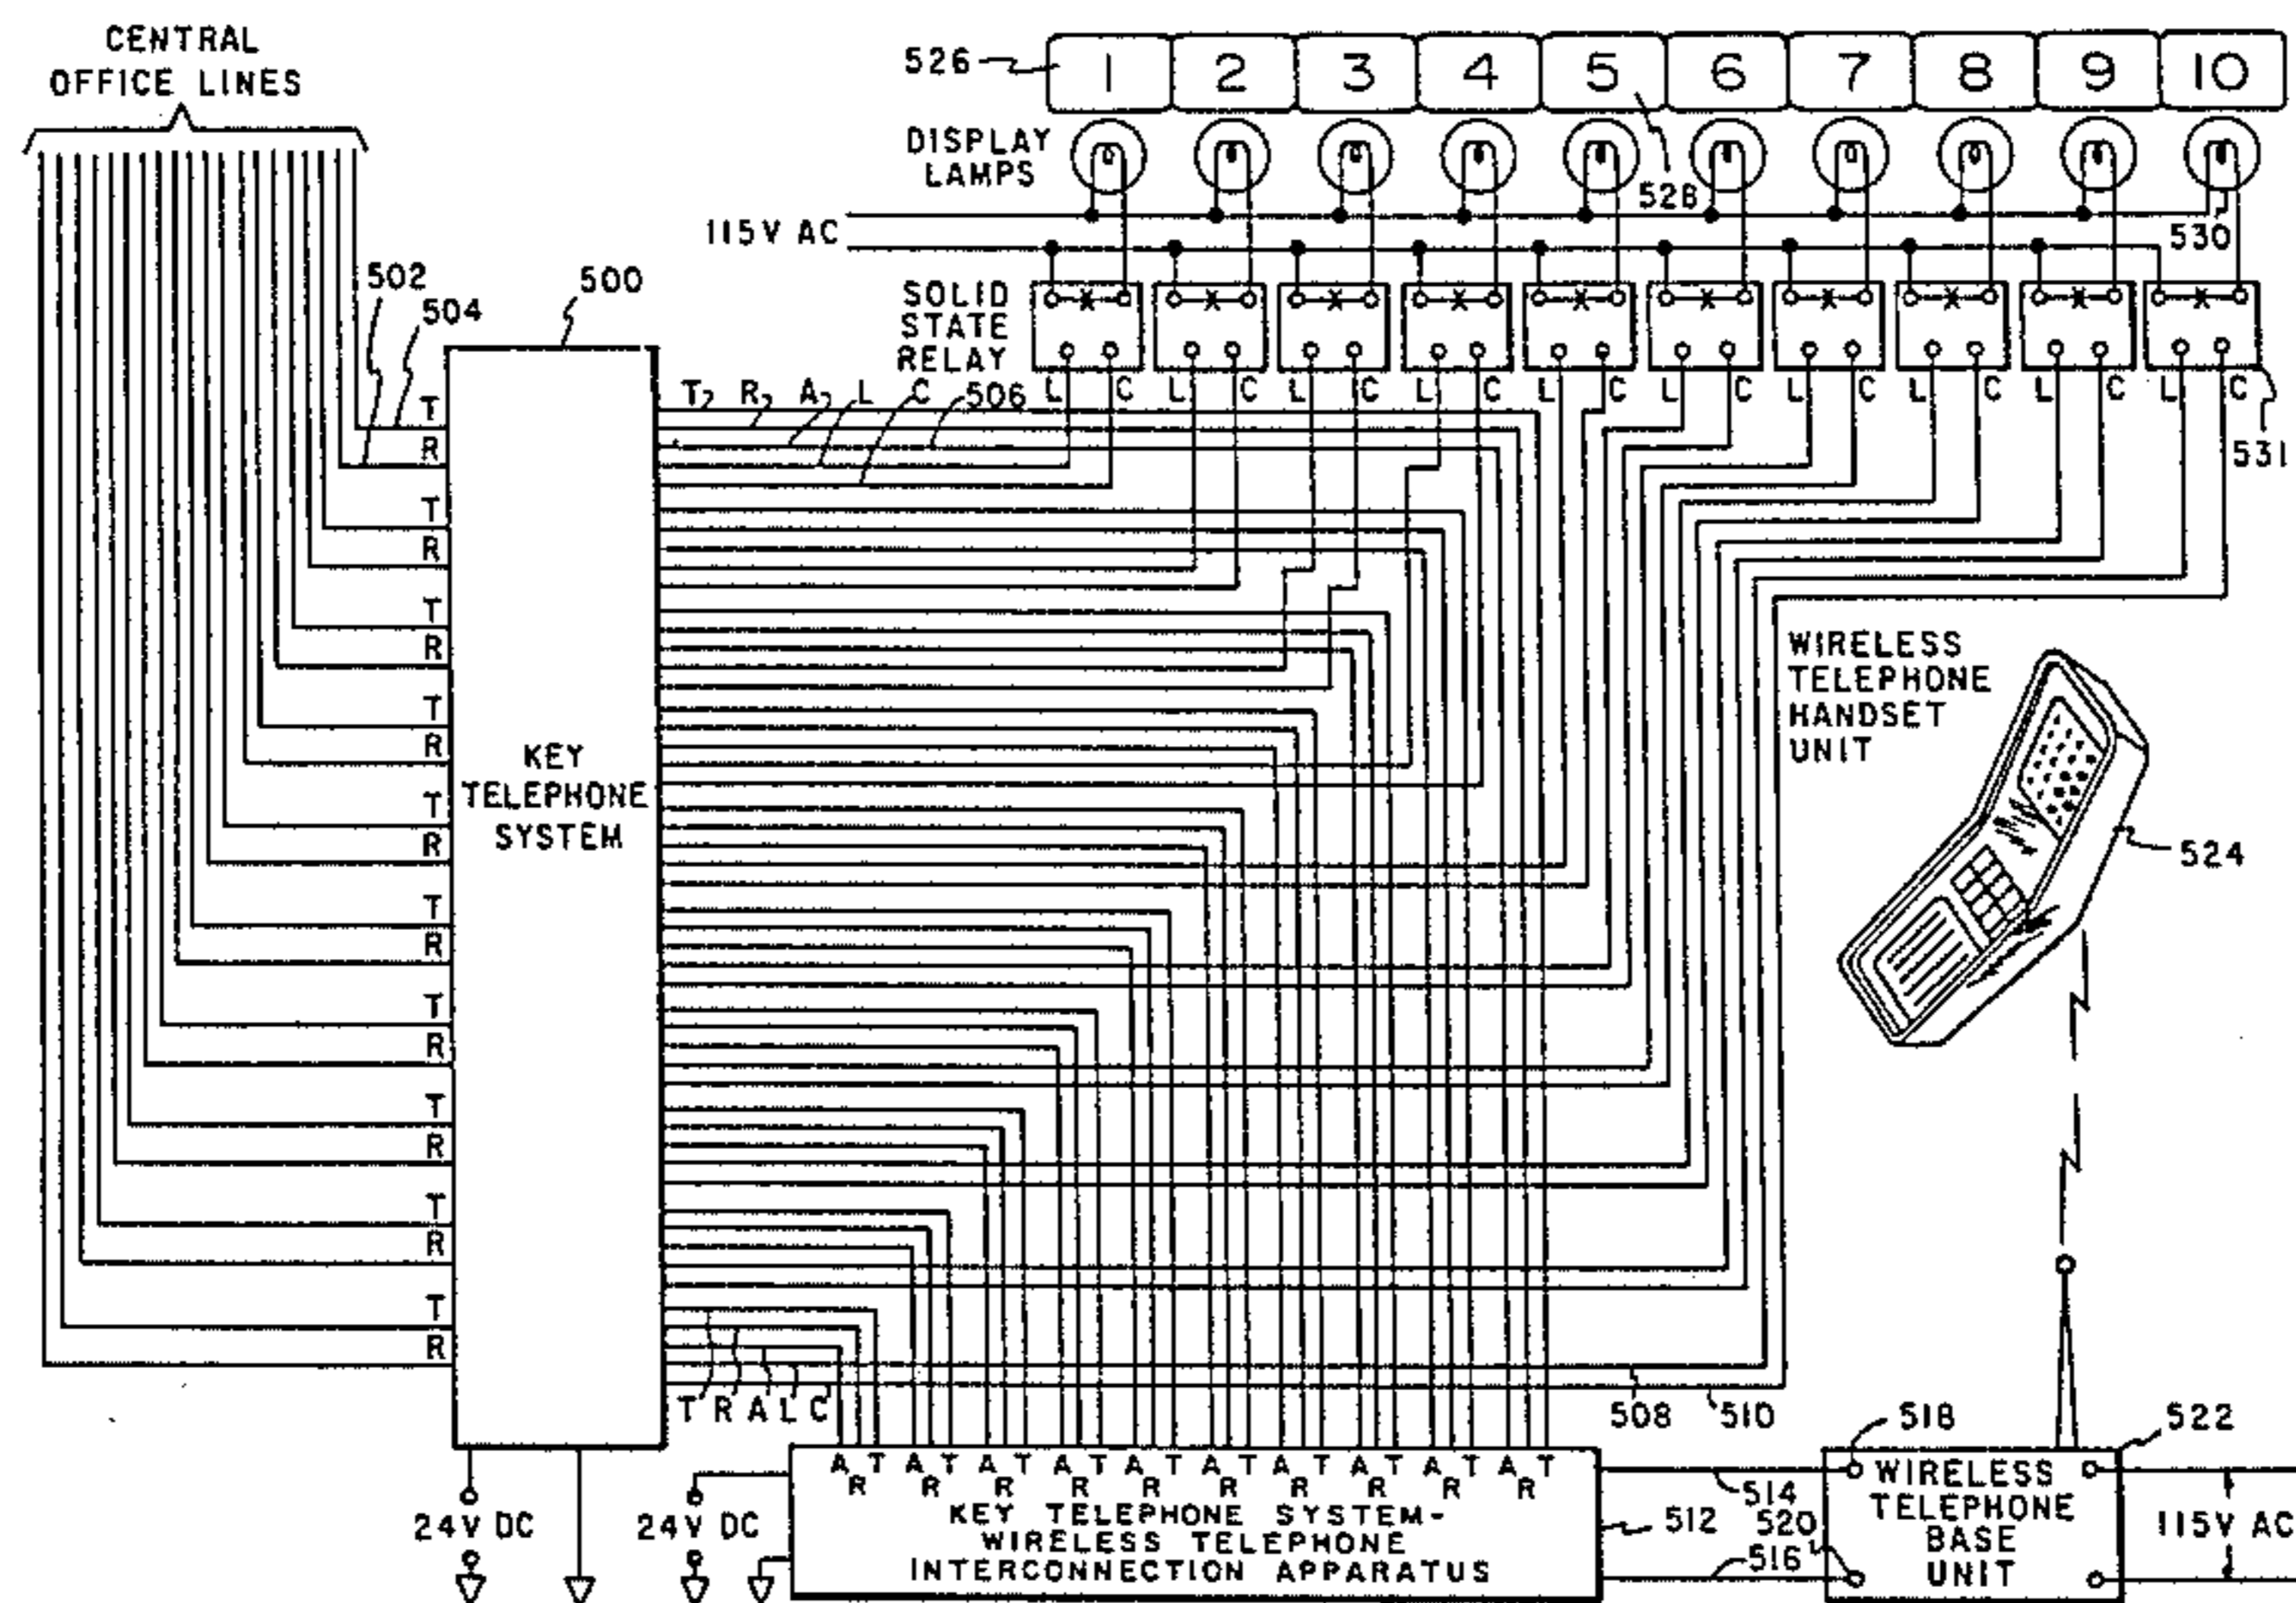 CENTRAL
OFFICE LINES
526
1 2 3 4 5 6 7 8 9 10
DISPLAY
LAMPS
528
115V AC
530
502
504
500
SOLID
STATE
RELAY
L C L C L C L C L C L C L C L C L C L C
531
T R A L C 506
T
R
T
R
T
R
T
R
T
R
T
R
T
R
T
R
T
R
T
R
KEY
TELEPHONE
SYSTEM
WIRELESS
TELEPHONE
HANDSET
UNIT
524
T R A L C
508
510
518
522
A R T A R T A R T A R T A R T A R T A R T A R T A R T A R T
KEY TELEPHONE SYSTEM-
WIRELESS TELEPHONE
INTERCONNECTION APPARATUS
24V DC
24V DC
514
512
520
516
WIRELESS
TELEPHONE
BASE
UNIT
115V AC